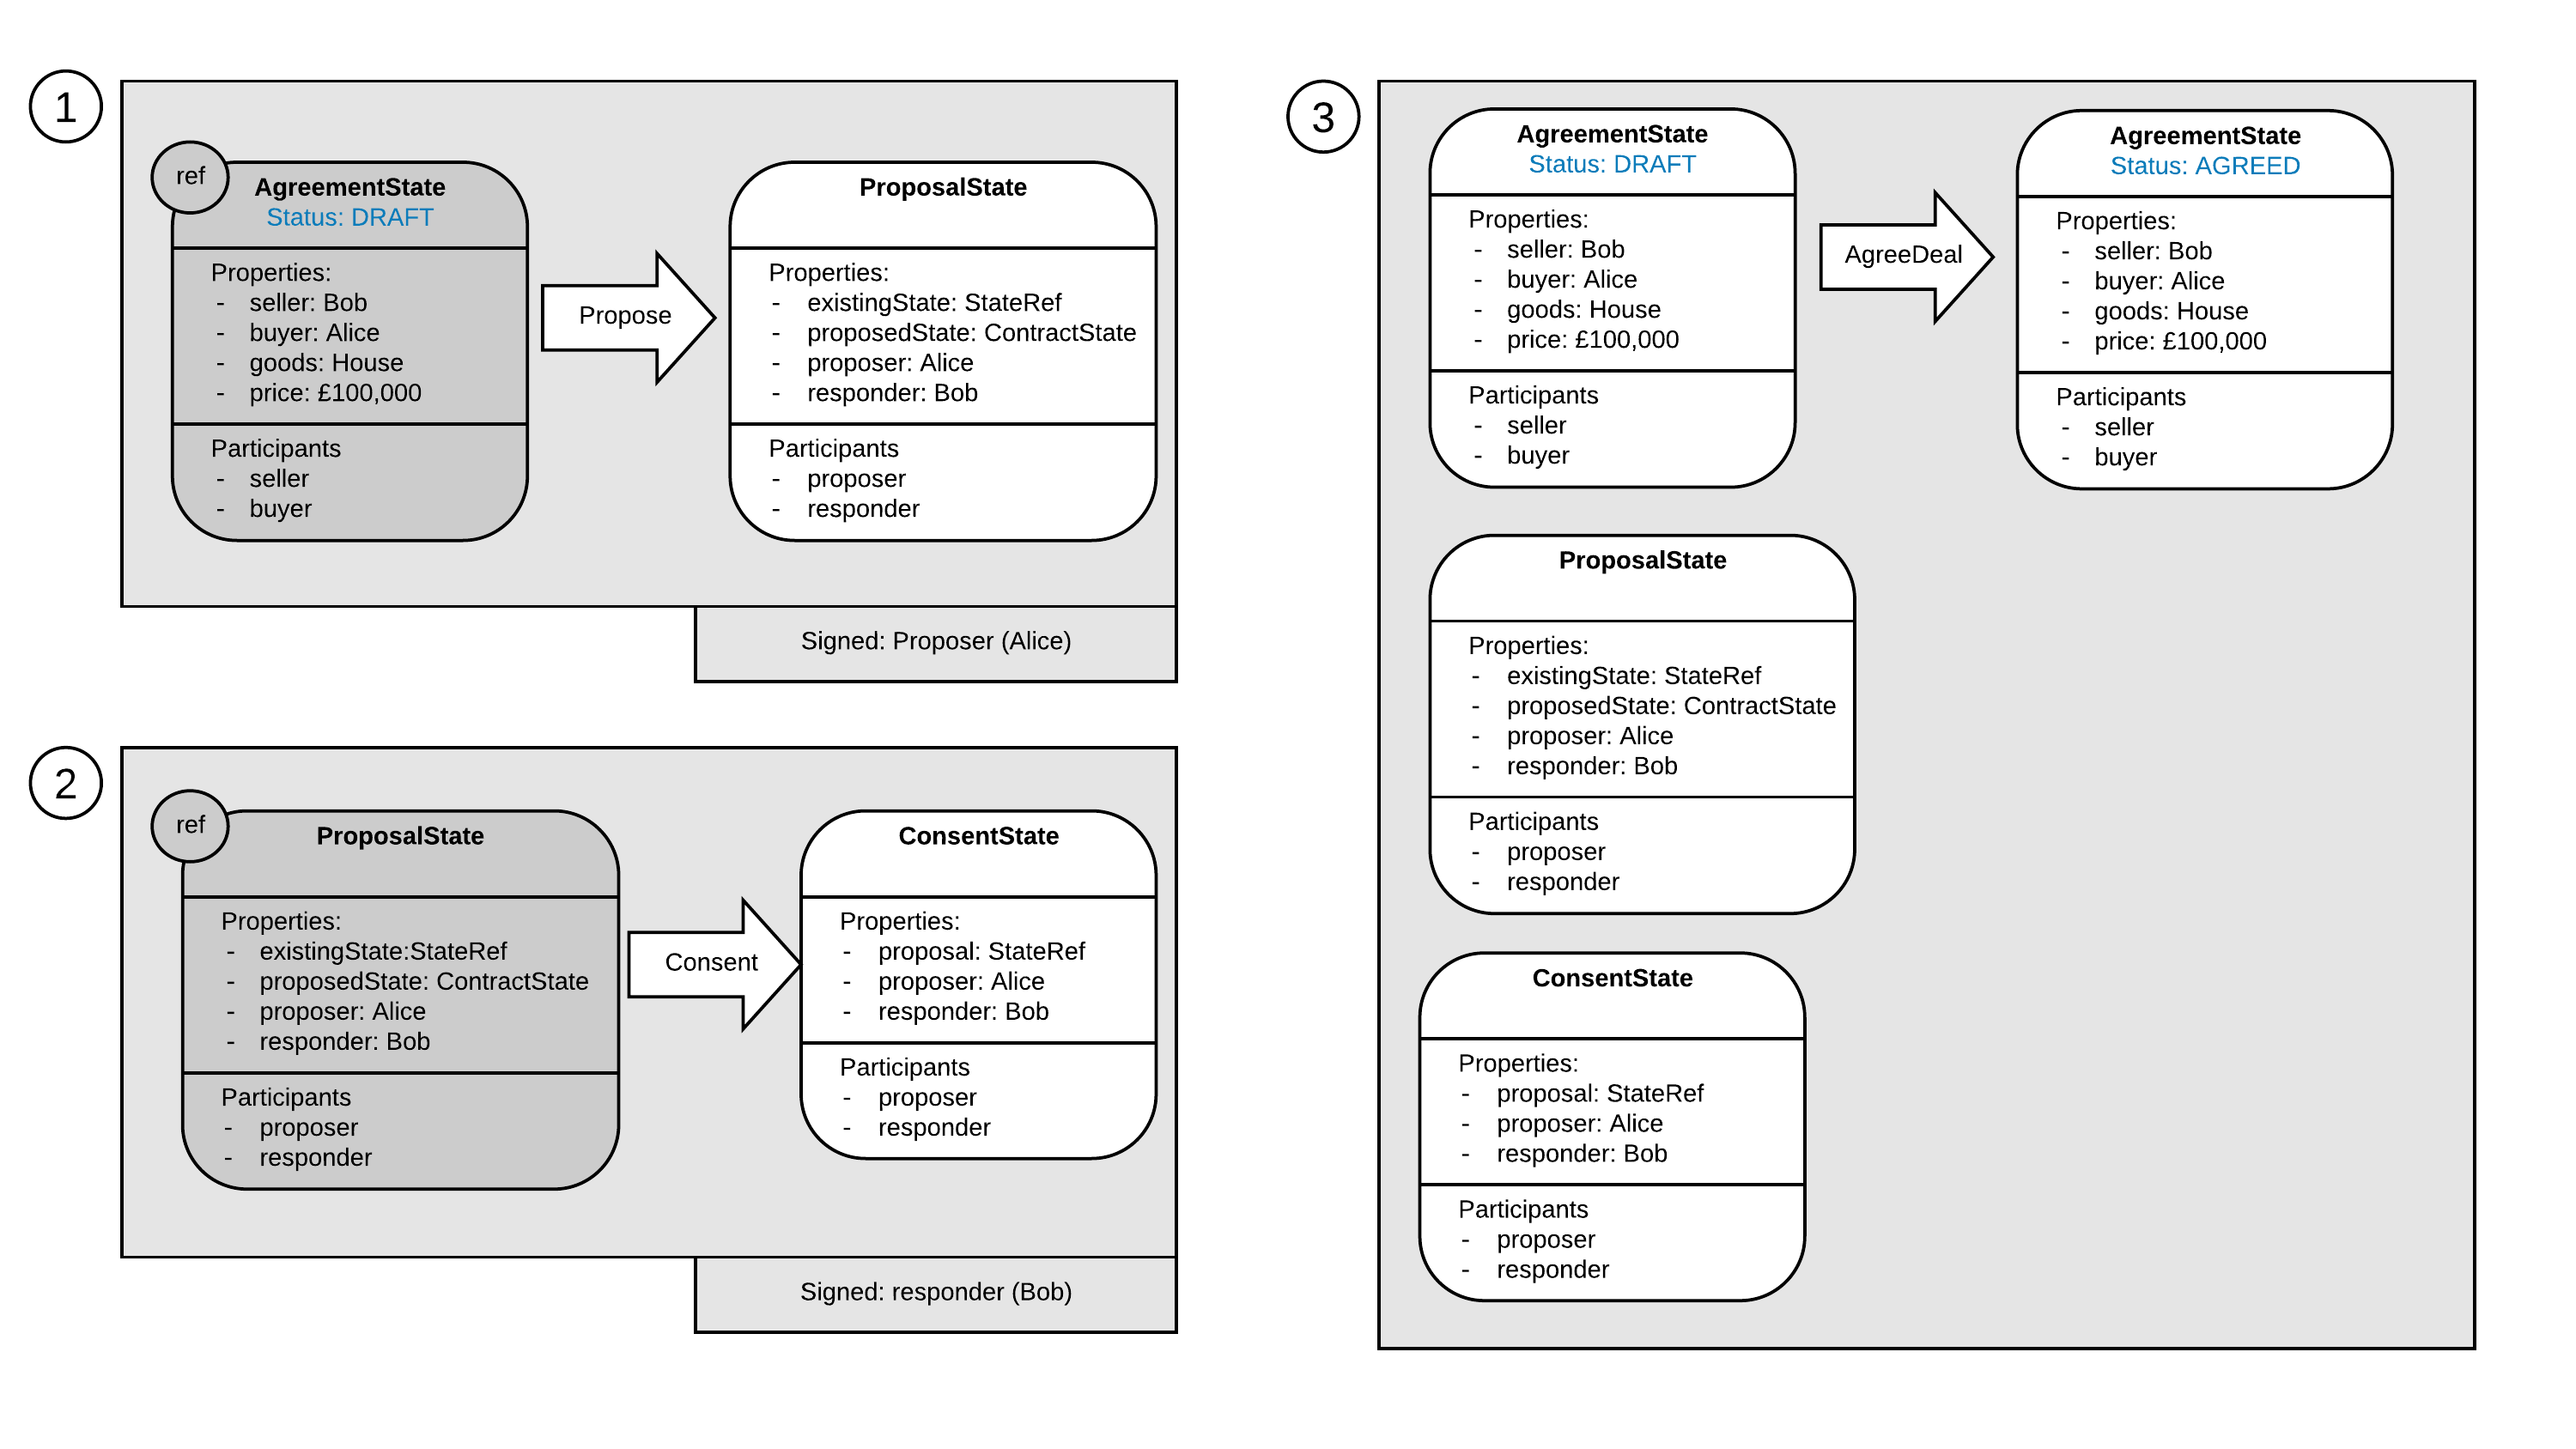 1
ref
AgreementState
Status: DRAFT
Properties:
- seller: Bob
- buyer: Alice
- goods: House
- price: £100,000
Participants
- seller
- buyer
Propose
ProposalState
Properties:
- existingState: StateRef
- proposedState: ContractState
- proposer: Alice
- responder: Bob
Participants
- proposer
- responder
Signed: Proposer (Alice)
2
ref
ProposalState
Properties:
- existingState:StateRef
- proposedState: ContractState
- proposer: Alice
- responder: Bob
Participants
- proposer
- responder
Consent
ConsentState
Properties:
- proposal: StateRef
- proposer: Alice
- responder: Bob
Participants
- proposer
- responder
Signed: responder (Bob)
3
AgreementState
Status: DRAFT
Properties:
- seller: Bob
- buyer: Alice
- goods: House
- price: £100,000
Participants
- seller
- buyer
AgreeDeal
AgreementState
Status: AGREED
Properties:
- seller: Bob
- buyer: Alice
- goods: House
- price: £100,000
Participants
- seller
- buyer
ProposalState
Properties:
- existingState: StateRef
- proposedState: ContractState
- proposer: Alice
- responder: Bob
Participants
- proposer
- responder
ConsentState
Properties:
- proposal: StateRef
- proposer: Alice
- responder: Bob
Participants
- proposer
- responder